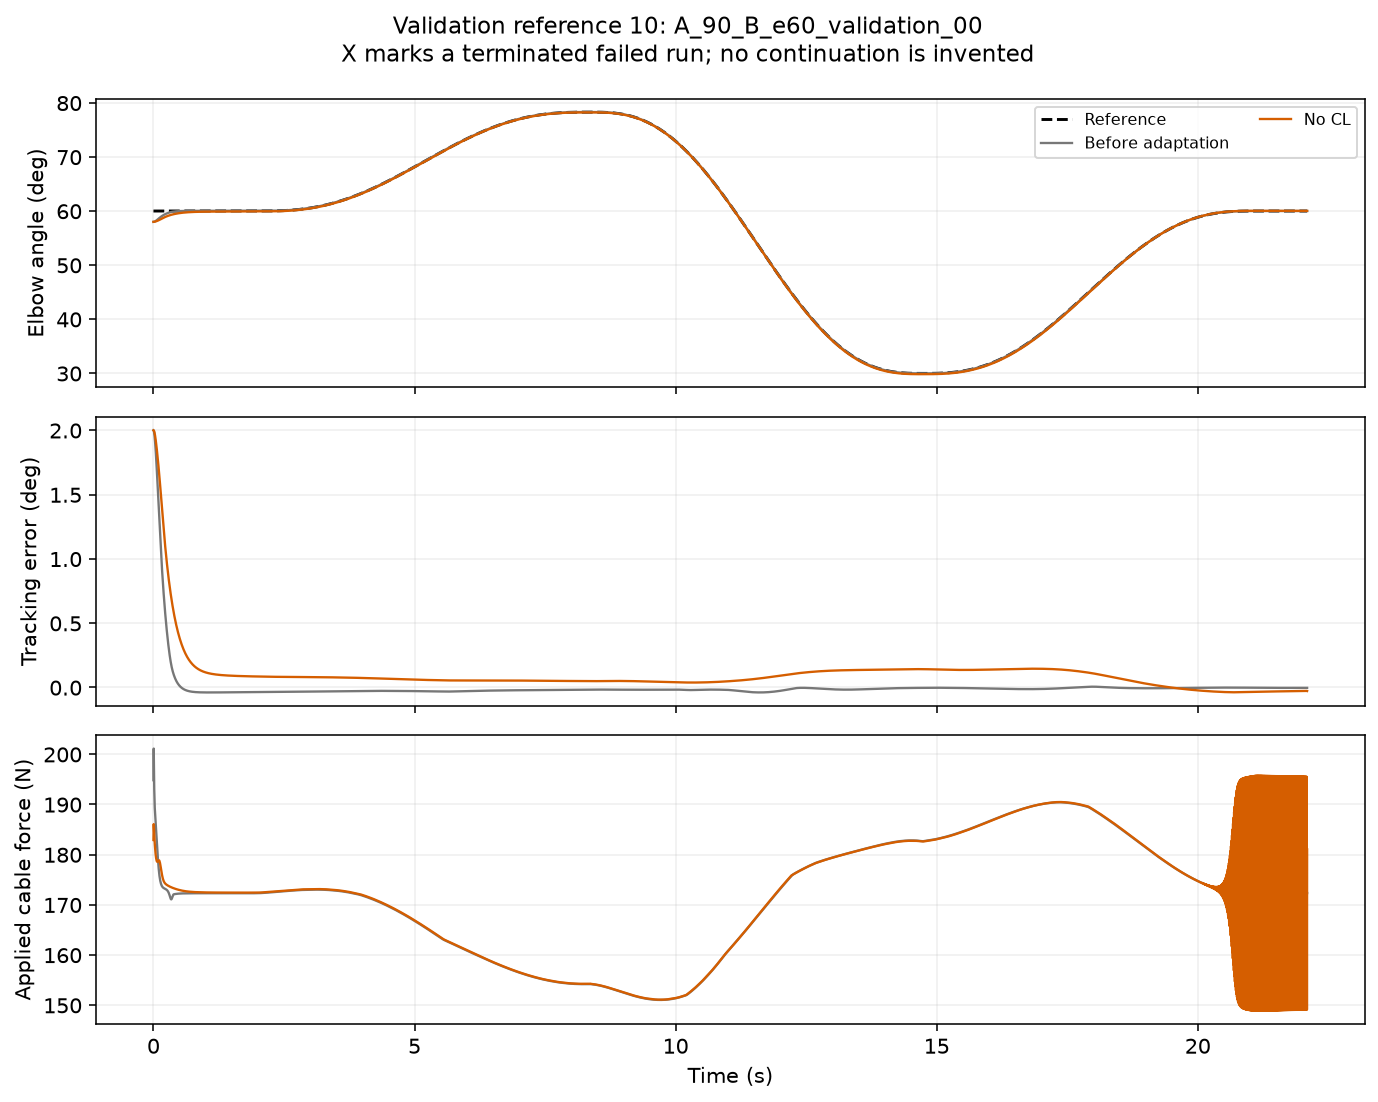 Validation reference 10: A_90_B_e60_validation_00
X marks a terminated failed run; no continuation is invented
Elbow angle (deg)
80
70
60
50
40
30
Reference
Before adaptation
No CL
Tracking error (deg)
2.0
1.5
1.0
0.5
0.0
Applied cable force (N)
200
190
180
170
160
150
0 5 10 15 20
Time (s)